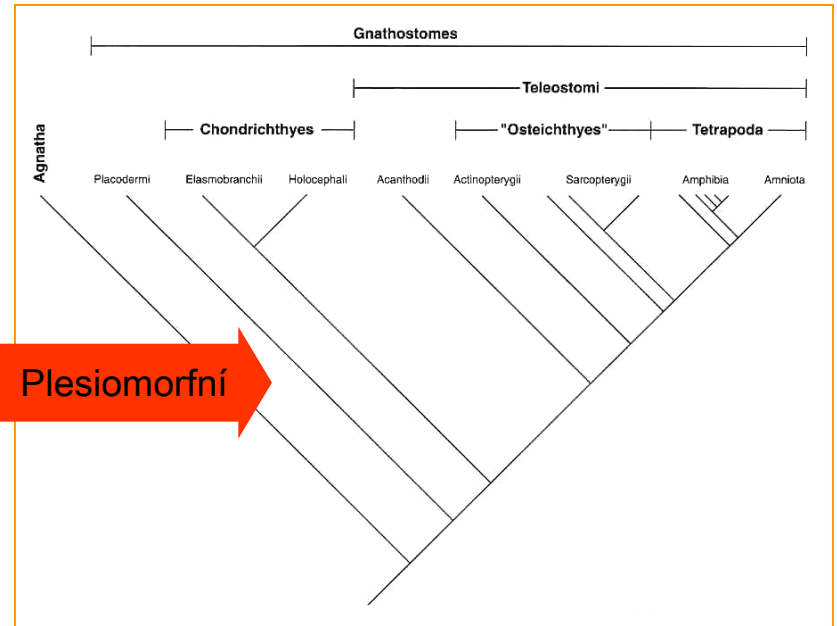 Gnathostomes
Teleostomi
Agnatha
Chondrichthyes
"Osteichthyes"
Tetrapoda
Placodermi
Elasmobranchii
Holocephali
Acanthodii
Actinopterygii
Sarcopterygii
Amphibia
Amniota
Plesiomorfní